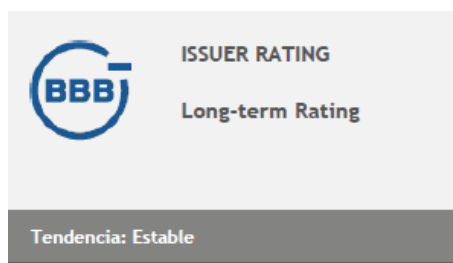 BBB
ISSUER RATING
Long-term Rating
Tendencia: Estable